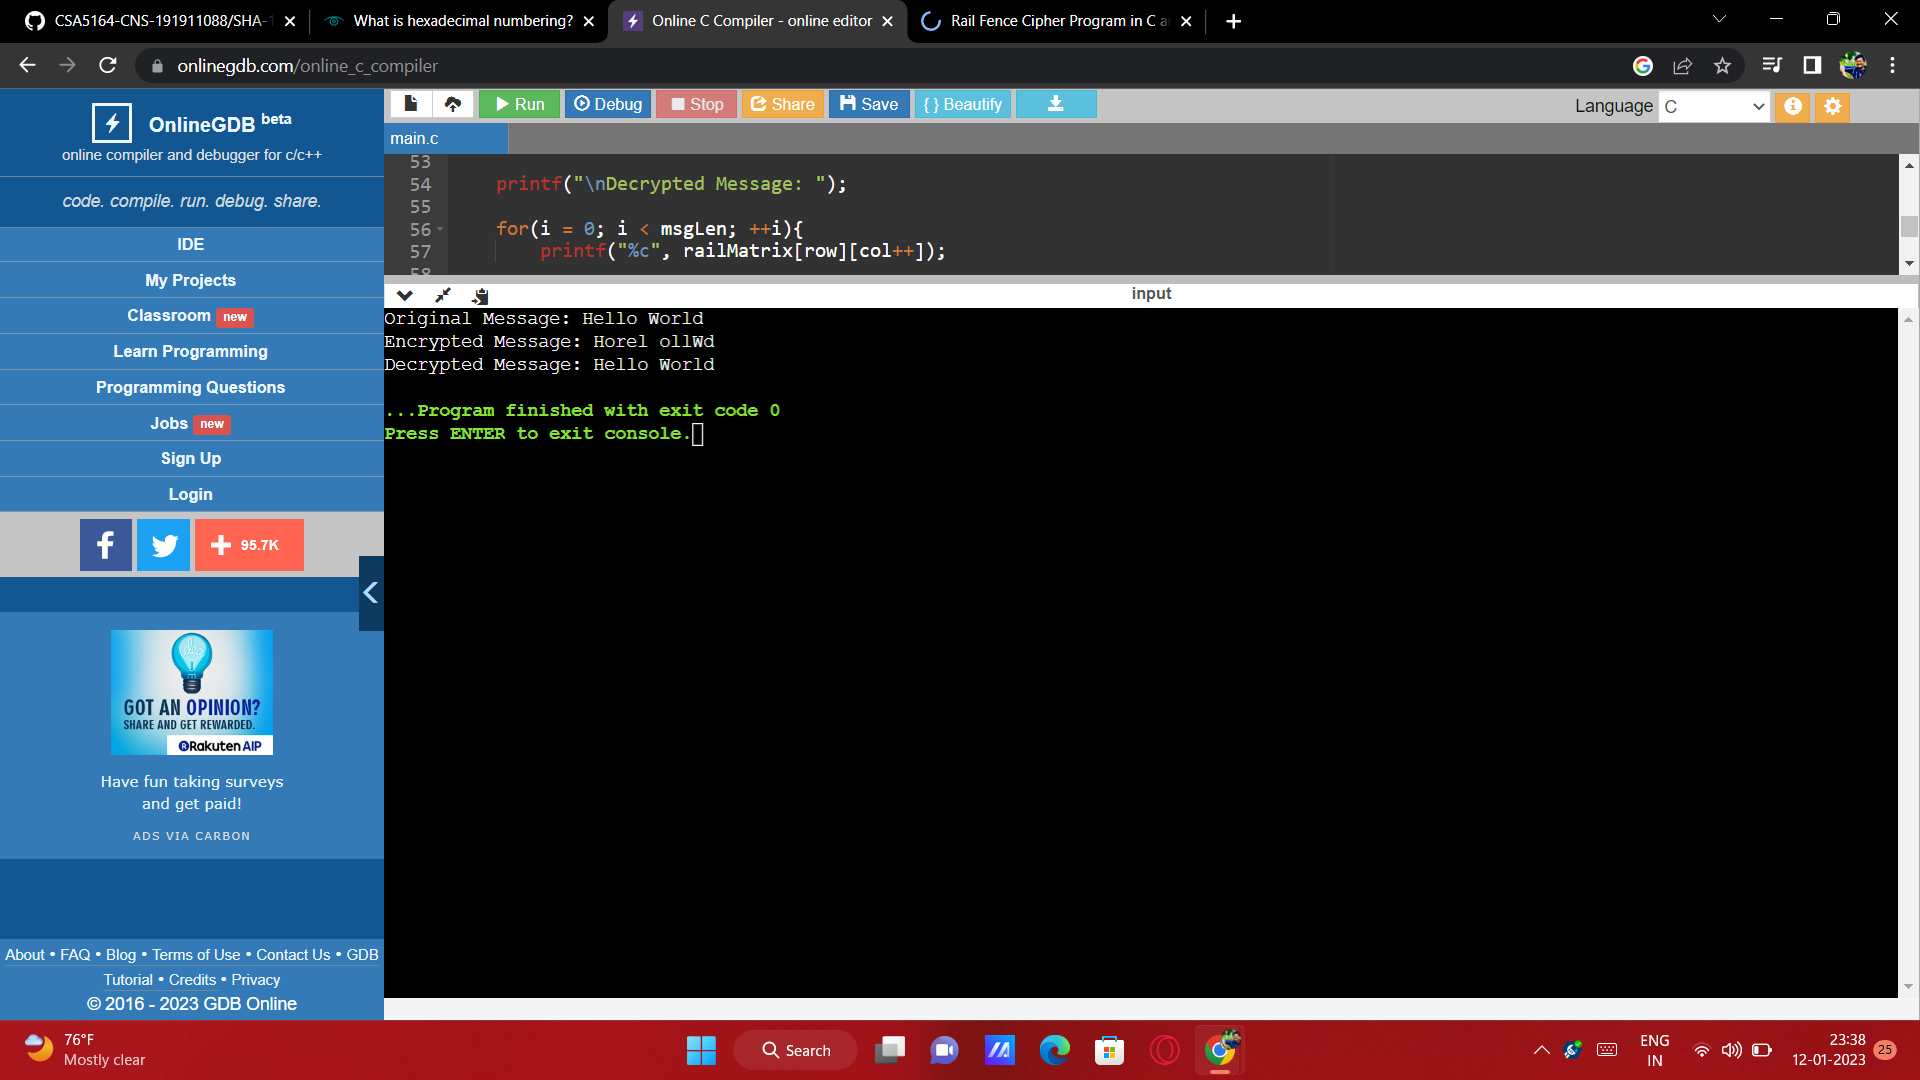 CSA5164-CNS-191911088/SHA-1
What is hexadecimal numbering?
Online C Compiler - online editor
Rail Fence Cipher Program in C a
onlinegdb.com/online_c_compiler
OnlineGDB beta
online compiler and debugger for c/c++
code. compile. run. debug. share.
IDE
My Projects
Classroom new
Learn Programming
Programming Questions
Jobs new
Sign Up
Login
95.7K
GOT AN OPINION?
SHARE AND GET REWARDED.
Rakuten AIP
Have fun taking surveys
and get paid!
ADS VIA CARBON
About • FAQ • Blog • Terms of Use • Contact Us • GDB
Tutorial • Credits • Privacy
© 2016 - 2023 GDB Online
Run Debug Stop Share Save {} Beautify
Language C
main.c
53
54 printf("\nDecrypted Message: ");
55
56 for(i = 0; i < msgLen; ++i){
57 printf("%c", railMatrix[row][col++]);
58
input
Original Message: Hello World
Encrypted Message: Horel ollWd
Decrypted Message: Hello World
...Program finished with exit code 0
Press ENTER to exit console.
76°F
Mostly clear
Search
ENG
IN
23:38
12-01-2023
25